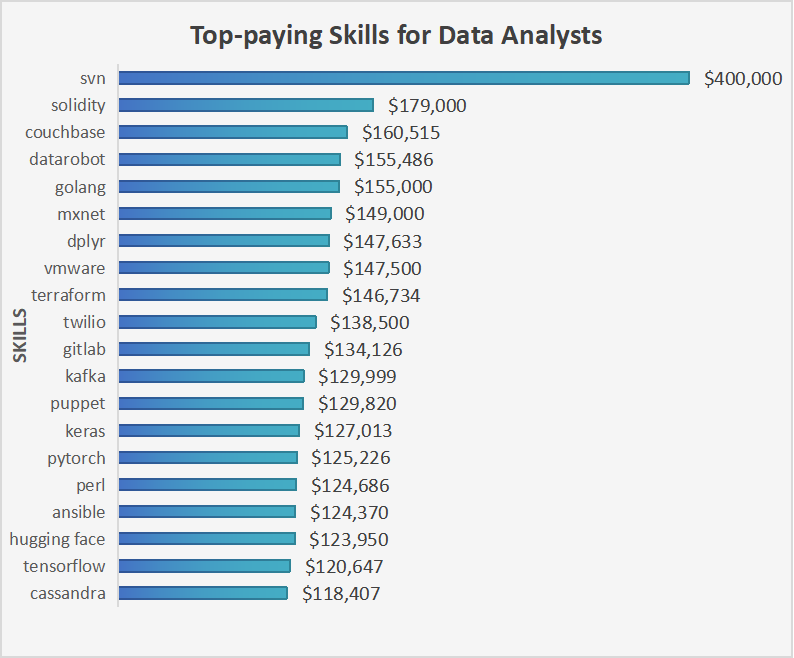 Top-paying Skills for Data Analysts
SKILLS
svn $400,000
solidity $179,000
couchbase $160,515
datarobot $155,486
golang $155,000
mxnet $149,000
dplyr $147,633
vmware $147,500
terraform $146,734
twilio $138,500
gitlab $134,126
kafka $129,999
puppet $129,820
keras $127,013
pytorch $125,226
perl $124,686
ansible $124,370
hugging face $123,950
tensorflow $120,647
cassandra $118,407